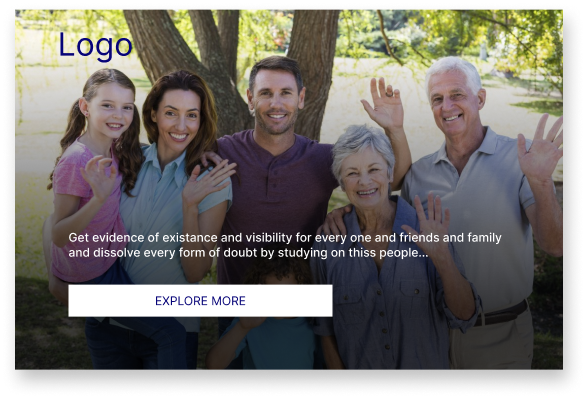 Logo
Get evidence of existance and visibility for every one and friends and family
and dissolve every form of doubt by studying on thiss people...
EXPLORE MORE